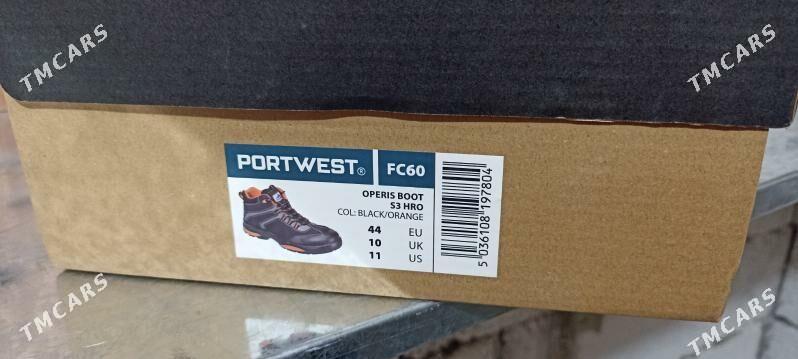 TMCARS
TMCARS
PORTWEST® FC60
OPERIS BOOT
S3 HRO
COL: BLACK/ORANGE
44 EU
10 UK
11 US
5 036108 197804
TMCARS
TMCARS